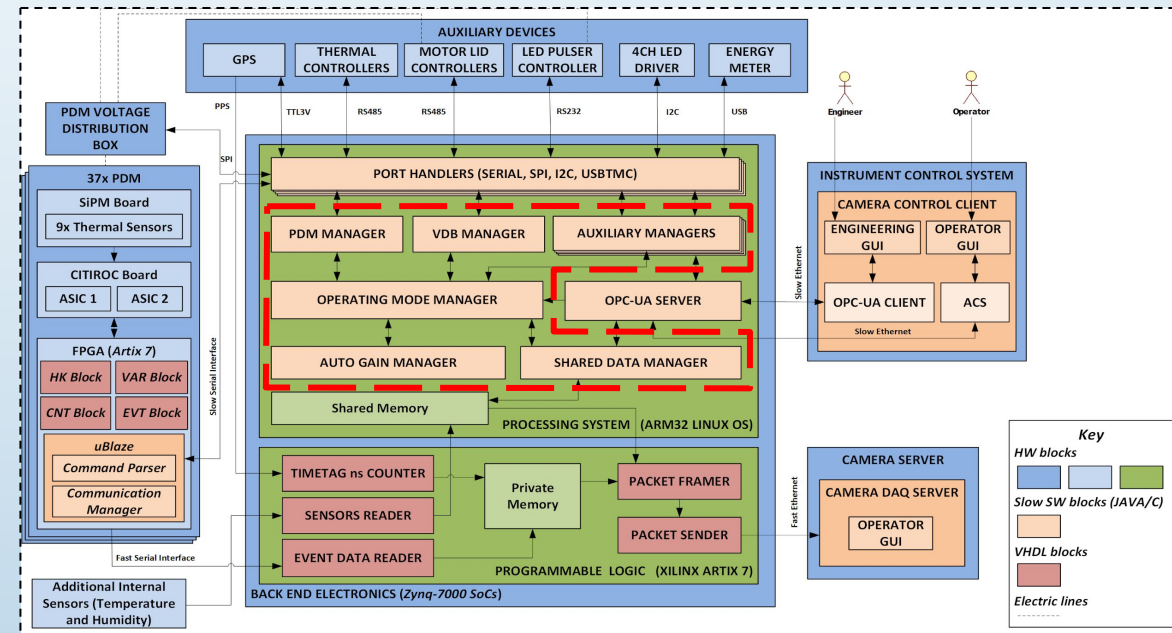 AUXILIARY DEVICES
GPS
THERMAL
CONTROLLERS
MOTOR LID
CONTROLLERS
LED PULSER
CONTROLLER
4CH LED
DRIVER
ENERGY
METER
PPS
TTL3V
RS485
RS485
RS232
I2C
USB
Engineer
Operator
PDM VOLTAGE
DISTRIBUTION
BOX
SPI
37x PDM
SiPM Board
9x Thermal Sensors
CITIROC Board
ASIC 1
ASIC 2
FPGA (Artix 7)
HK Block
VAR Block
CNT Block
EVT Block
uBlaze
Command Parser
Communication
Manager
Slow Serial Interface
Fast Serial Interface
Additional Internal
Sensors (Temperature
and Humidity)
PORT HANDLERS (SERIAL, SPI, I2C, USBTMC)
PDM MANAGER
VDB MANAGER
AUXILIARY MANAGERS
OPERATING MODE MANAGER
OPC-UA SERVER
AUTO GAIN MANAGER
SHARED DATA MANAGER
Shared Memory
PROCESSING SYSTEM (ARM32 LINUX OS)
TIMETAG ns COUNTER
SENSORS READER
EVENT DATA READER
Private
Memory
PACKET FRAMER
PACKET SENDER
PROGRAMMABLE LOGIC (XILINX ARTIX 7)
BACK END ELECTRONICS (Zynq-7000 SoCs)
Slow Ethernet
INSTRUMENT CONTROL SYSTEM
CAMERA CONTROL CLIENT
ENGINEERING
GUI
OPERATOR
GUI
OPC-UA CLIENT
ACS
Slow Ethernet
Fast Ethernet
CAMERA SERVER
CAMERA DAQ SERVER
OPERATOR
GUI
Key
HW blocks
Slow SW blocks (JAVA/C)
VHDL blocks
Electric lines